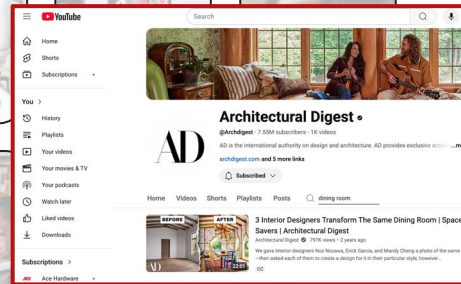 YouTube
Search
Home
Shorts
Subscriptions
You >
History
Playlists
Your videos
Your movies & TV
Your podcasts
Watch later
Liked videos
Downloads
Subscriptions >
ACE Ace Hardware
AD
Architectural Digest
@Archdigest · 7.55M subscribers · 1K videos
AD is the international authority on design and architecture. AD provides exclusive access ...m
archdigest.com and 5 more links
Subscribed
Home Videos Shorts Playlists Posts dining room
BEFORE AFTER
AD
22:01
3 Interior Designers Transform The Same Dining Room | Space
Savers | Architectural Digest
Architectural Digest 797K views · 2 years ago
We gave interior designers Noz Nozawa, Erick Garcia, and Mandy Cheng a photo of the same
–then asked each of them to create a design for it in their particular style, however...
CC